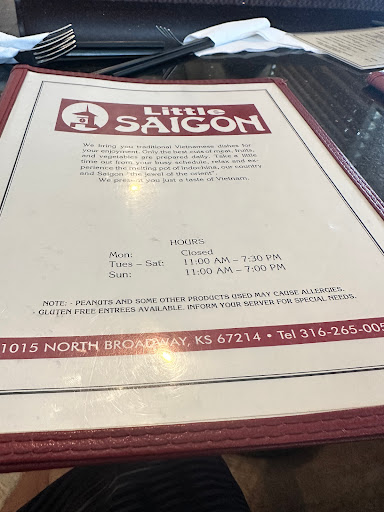 Little
SAIGON
We bring you traditional Vietnamese dishes for
your enjoyment. Only the best cuts of meat, fruits,
and vegetables are prepared daily. Take a little
time out from your busy schedule, relax and ex-
perience the melting pot of Indochina, our country
and Saigon "the jewel of the orient".
We present you just a taste of Vietnam.
HOURS
Mon: Closed
Tues – Sat: 11:00 AM – 7:30 PM
Sun: 11:00 AM – 7:00 PM
NOTE: - PEANUTS AND SOME OTHER PRODUCTS USED MAY CAUSE ALLERGIES.
- GLUTEN FREE ENTREES AVAILABLE. INFORM YOUR SERVER FOR SPECIAL NEEDS.
1015 NORTH BROADWAY, KS 67214 • Tel 316-265-005